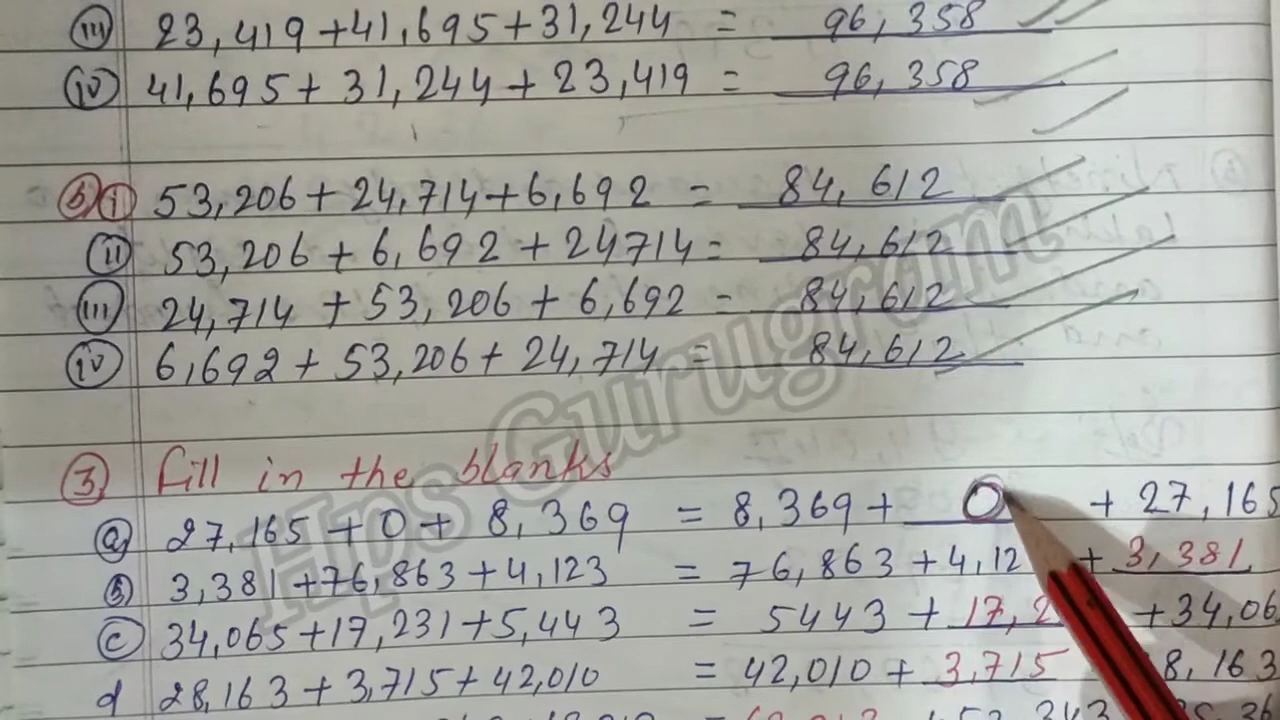 (iii) 23,419+41,695+31,244 = 96,358
(iv) 41,695+31,244+23,419 = 96,358
(b)(i) 53,206+24,714+6,692 = 84,612
(ii) 53,206+6,692+24714= 84,612
(iii) 24,714+53,206+6,692= 84,612
(iv) 6,692+53,206+24,714= 84,612
Hps Gurugram
(3) Fill in the blanks
(a) 27,165+0+8,369 = 8,369+ 0 +27,165
(b) 3,381+76,863+4,123 = 76,863+4,12 +3,381
(c) 34,065+17,231+5,443 = 5443+17,2 +34,06
d 28,163+3,715+42,010 = 42,010+3,715 8,163